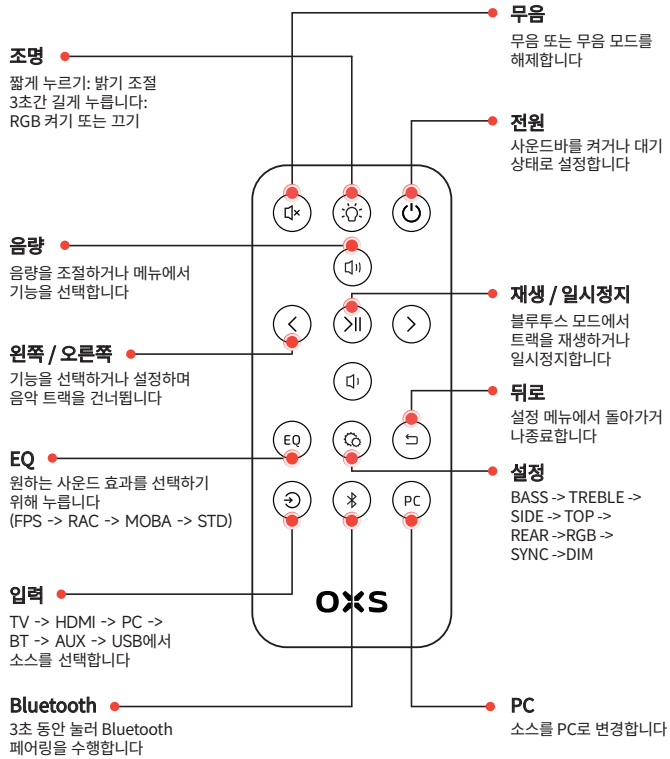 무음
무음 또는 무음 모드를
해제합니다
조명
짧게 누르기: 밝기 조절
3초간 길게 누릅니다:
RGB 켜기 또는 끄기
전원
사운드바를 켜거나 대기
상태로 설정합니다
음량
음량을 조절하거나 메뉴에서
기능을 선택합니다
재생 / 일시정지
블루투스 모드에서
트랙을 재생하거나
일시정지합니다
왼쪽 / 오른쪽
기능을 선택하거나 설정하며
음악 트랙을 건너뜁니다
뒤로
설정 메뉴에서 돌아가거
나종료합니다
EQ
원하는 사운드 효과를 선택하기
위해 누릅니다
(FPS -> RAC -> MOBA -> STD)
설정
BASS -> TREBLE ->
SIDE -> TOP ->
REAR ->RGB ->
SYNC ->DIM
EQ
PC
OXS
입력
TV -> HDMI -> PC ->
BT -> AUX -> USB에서
소스를 선택합니다
Bluetooth
3초 동안 눌러 Bluetooth
페어링을 수행합니다
PC
소스를 PC로 변경합니다